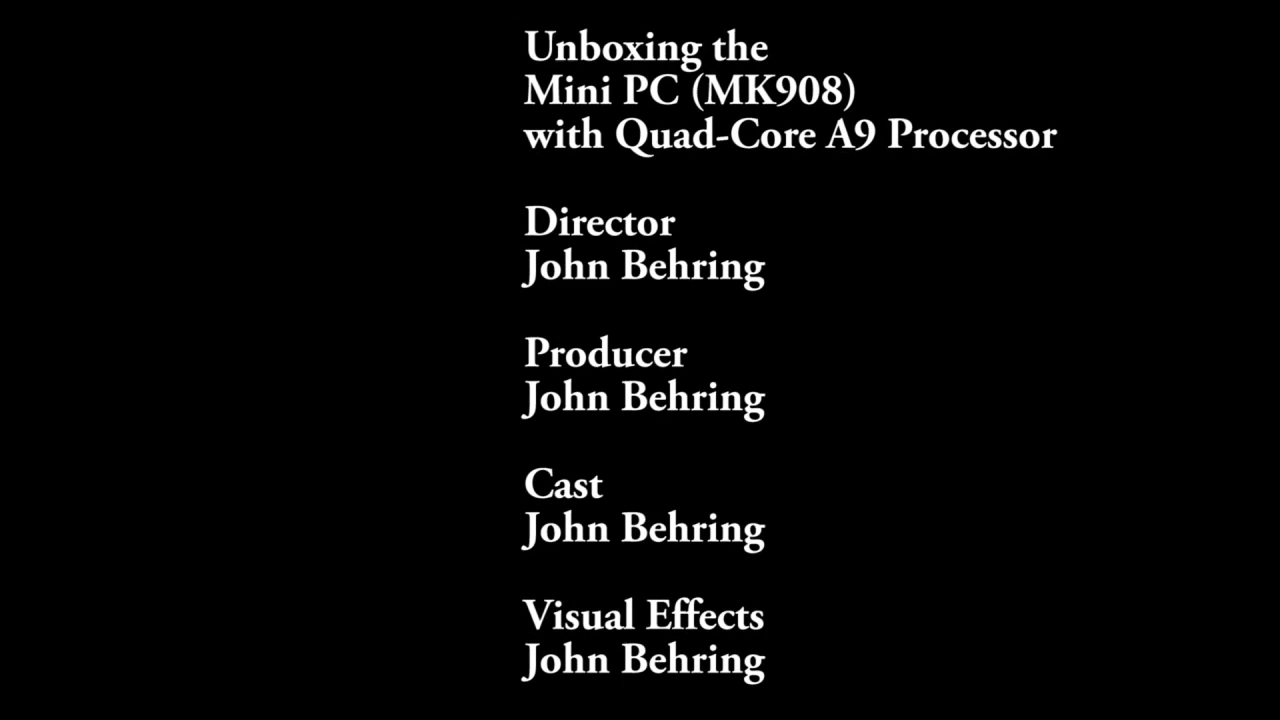 Unboxing the
Mini PC (MK908)
with Quad-Core A9 Processor
Director
John Behring
Producer
John Behring
Cast
John Behring
Visual Effects
John Behring